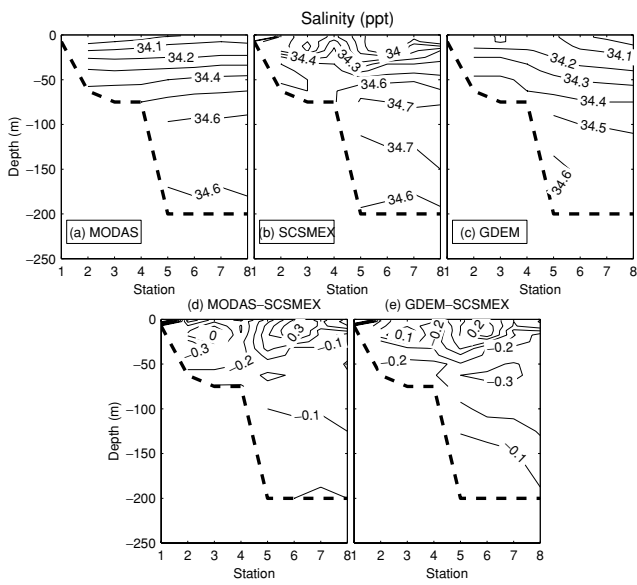 Salinity (ppt)
0
−50
−100
−150
−200
−250
Depth (m)
34.1
34.2
34.4
34.6
34.6
(a) MODAS
1 2 3 4 5 6 7 8
Station
34.4
34.3
34
34.6
34.7
34.7
34.6
(b) SCSMEX
1 2 3 4 5 6 7 8
Station
34.1
34.2
34.3
34.4
34.5
34.6
(c) GDEM
1 2 3 4 5 6 7 8
Station
(d) MODAS−SCSMEX
0
−50
−100
−150
−200
−250
Depth (m)
0
0.3
−0.3
−0.1
−0.2
−0.1
1 2 3 4 5 6 7 8
Station
(e) GDEM−SCSMEX
0.1
0.2
0.2
−0.2
−0.2
−0.3
−0.1
1 2 3 4 5 6 7 8
Station